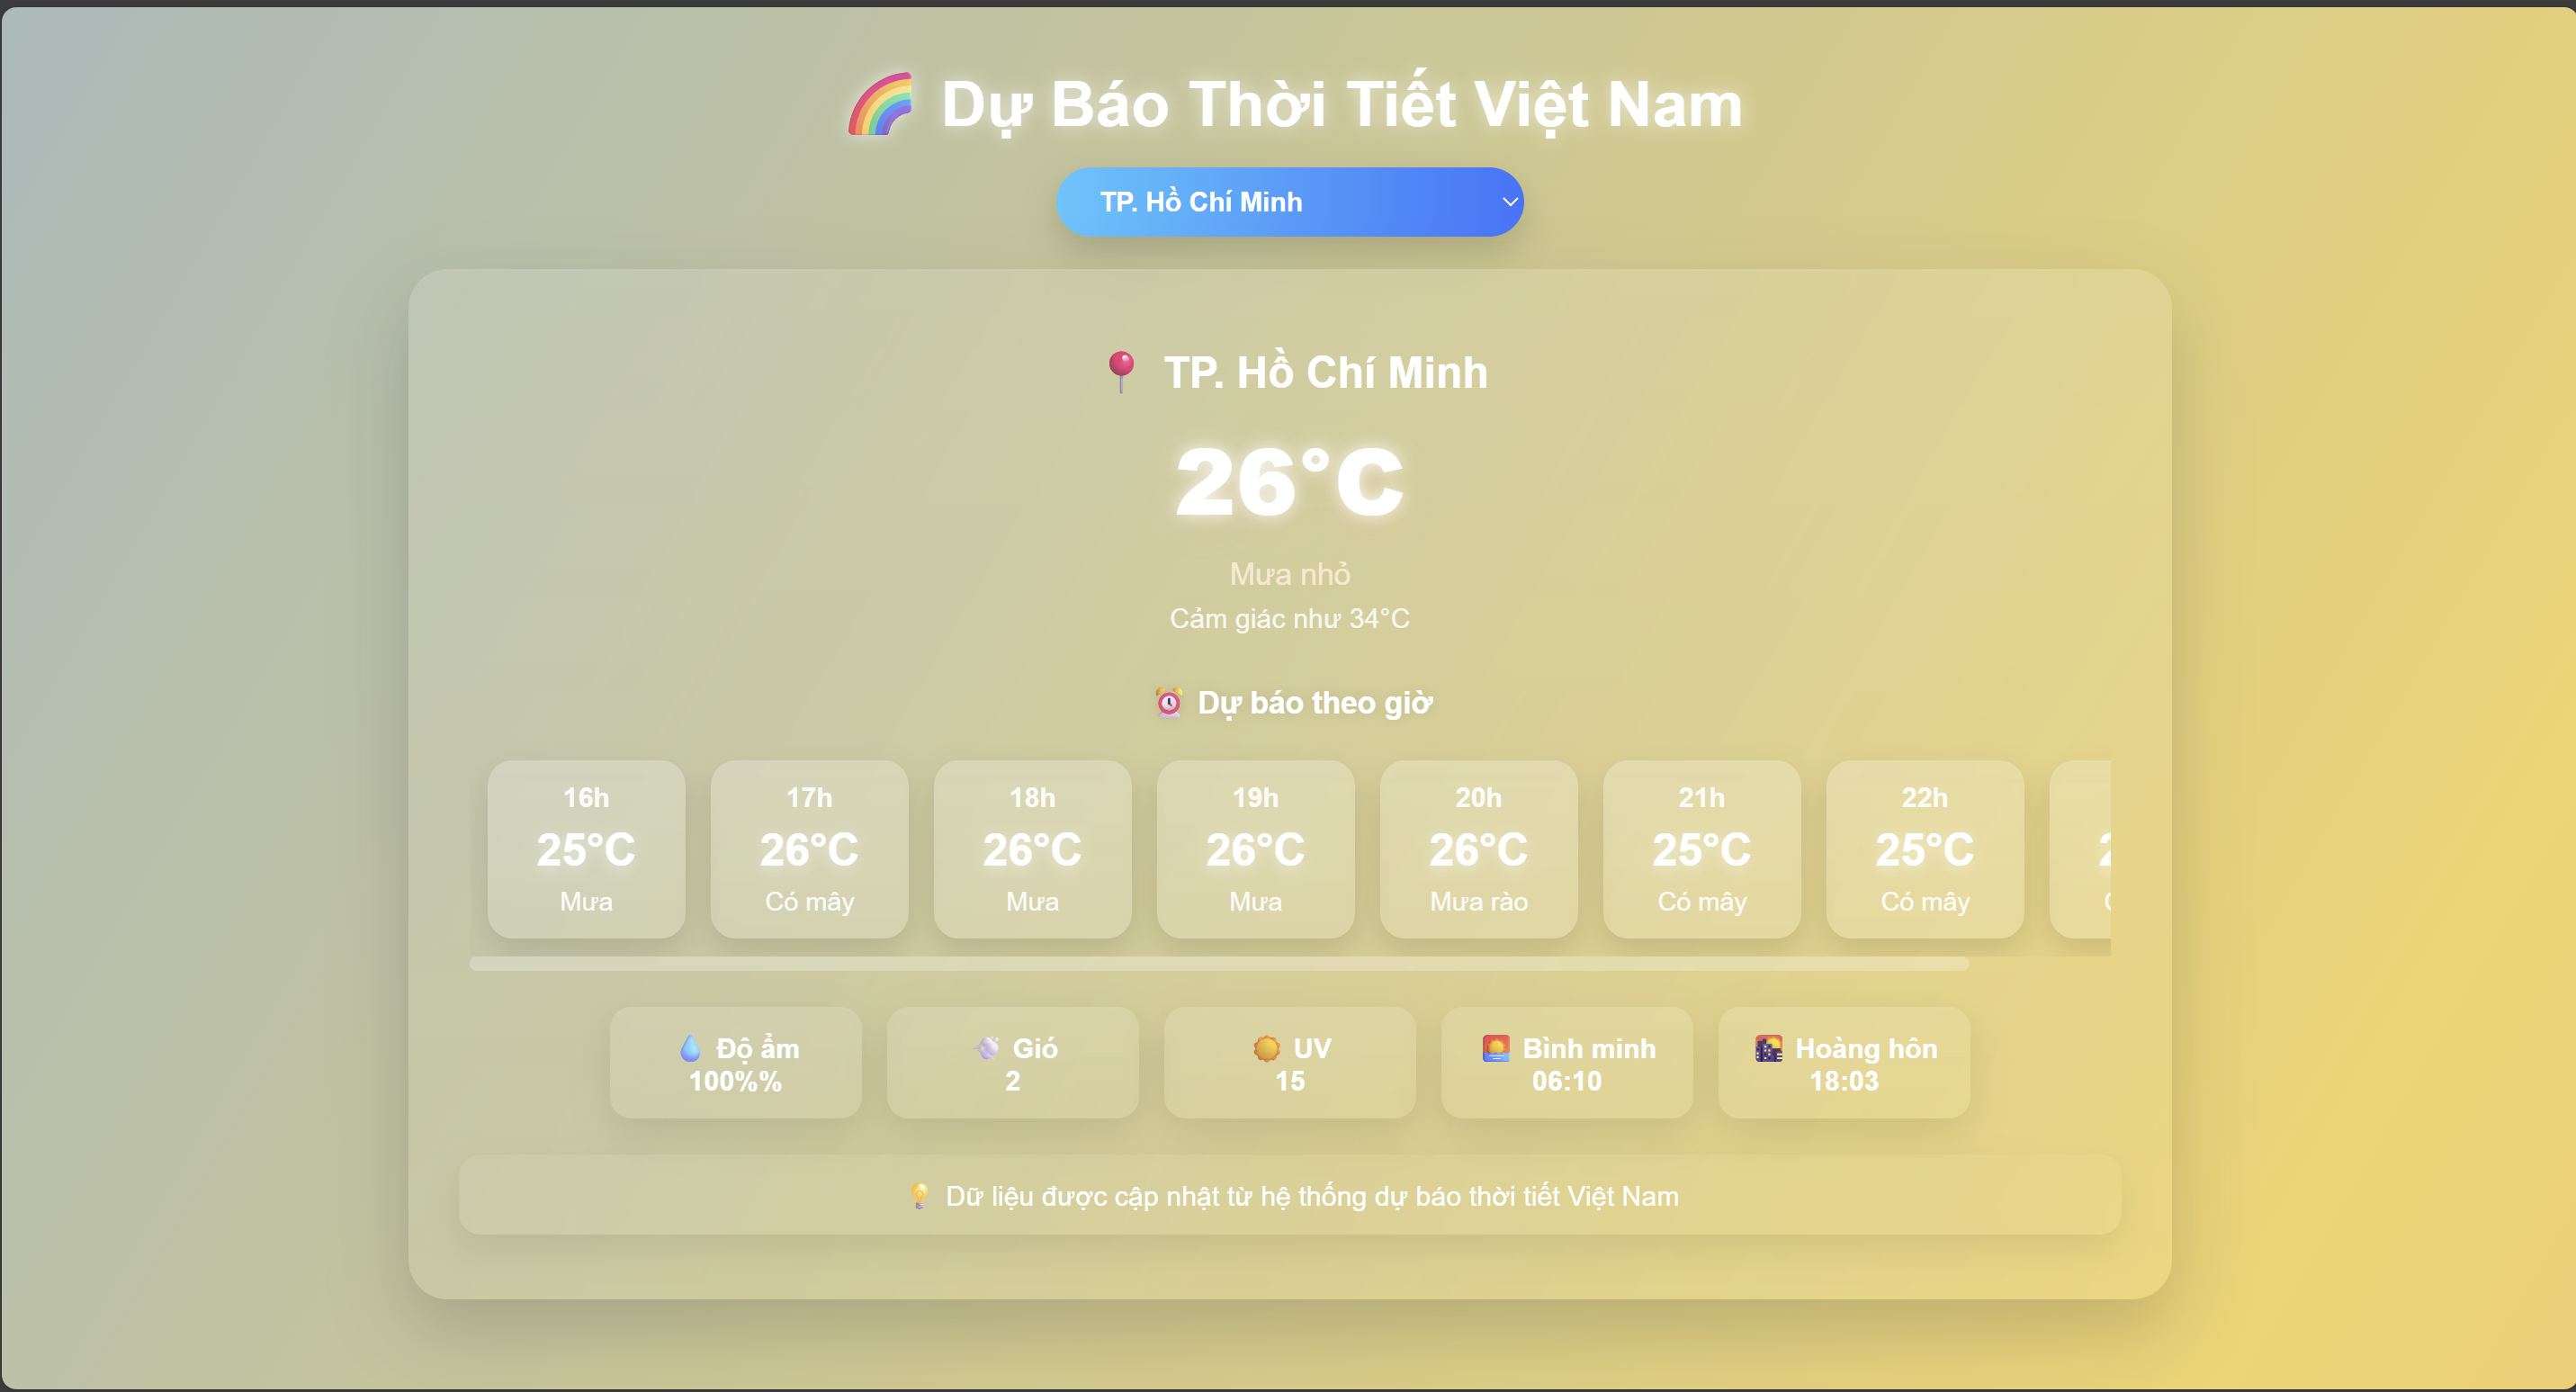 Dự Báo Thời Tiết Việt Nam
TP. Hồ Chí Minh
TP. Hồ Chí Minh
26°C
Mưa nhỏ
Cảm giác như 34°C
Dự báo theo giờ
16h 17h 18h 19h 20h 21h 22h
25°C 26°C 26°C 26°C 26°C 25°C 25°C
Mưa Có mây Mưa Mưa Mưa rào Có mây Có mây
Độ ẩm Gió UV Bình minh Hoàng hôn
100%% 2 15 06:10 18:03
Dữ liệu được cập nhật từ hệ thống dự báo thời tiết Việt Nam